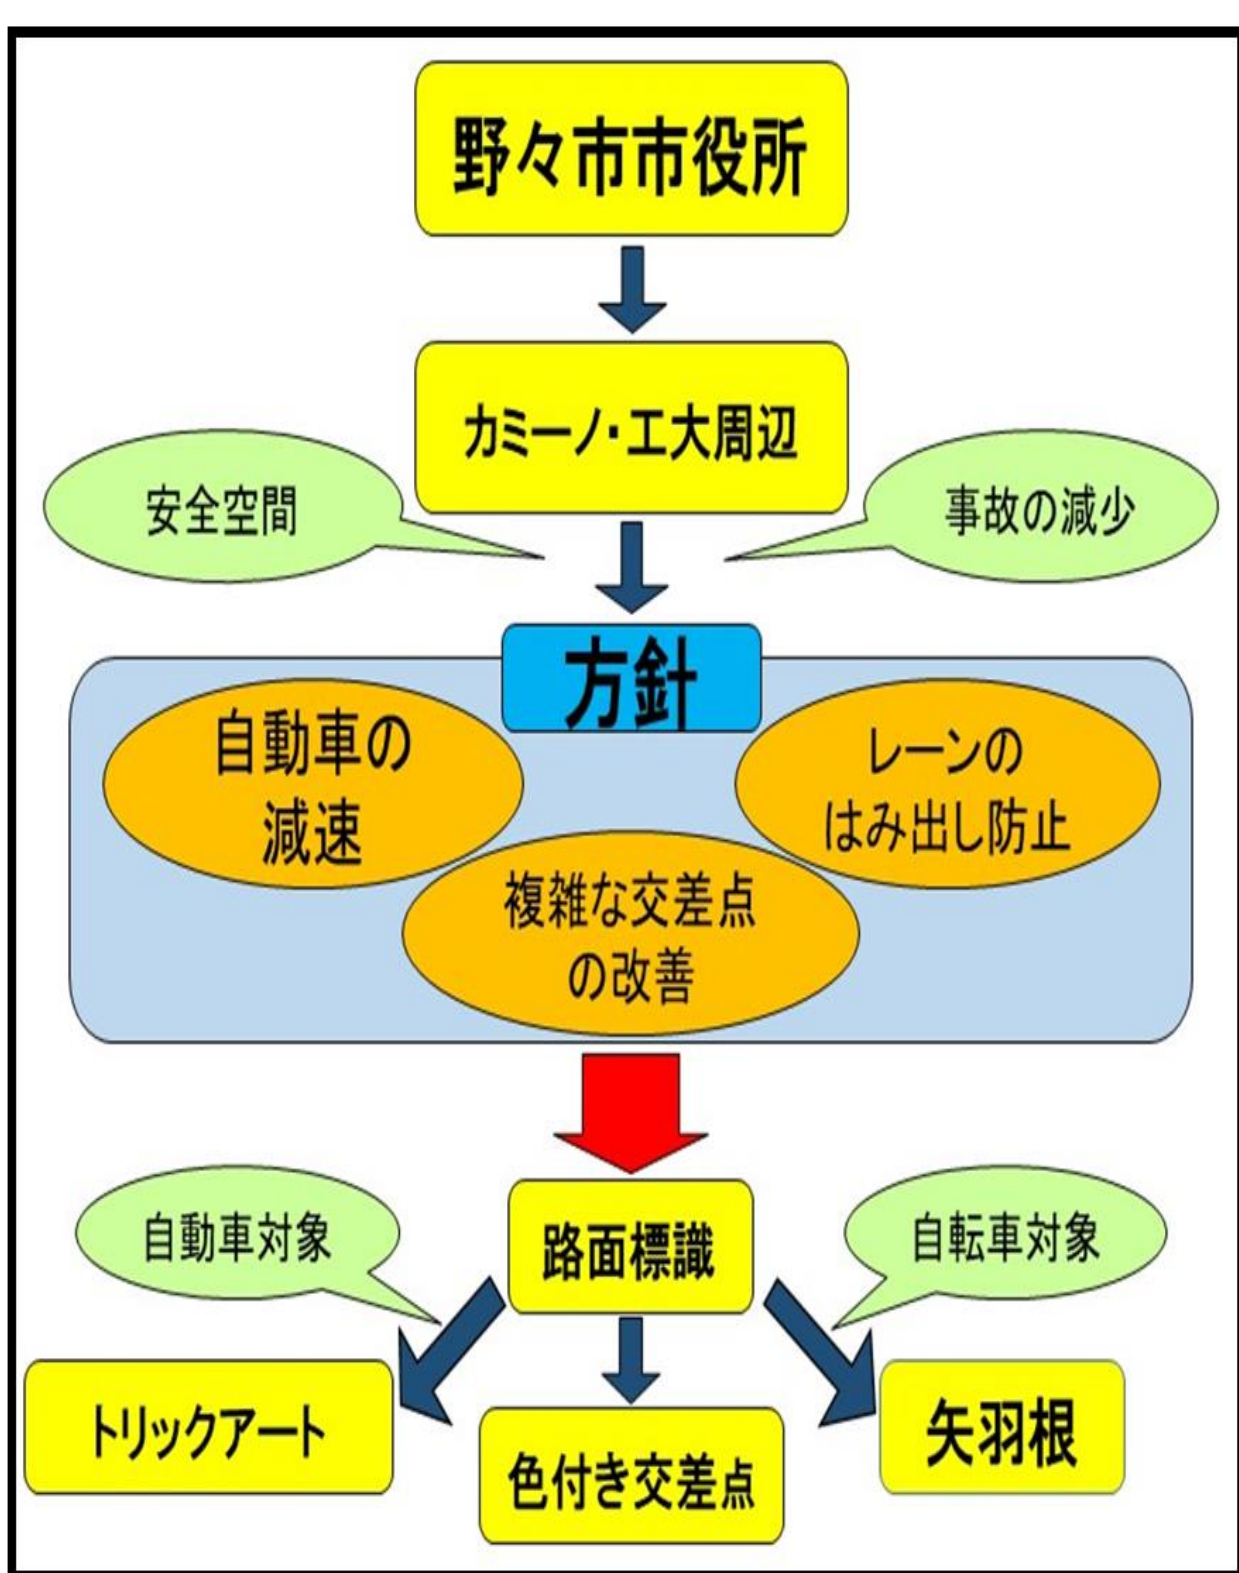 野々市市役所
カミーノ・工大周辺
安全空間
事故の減少
方針
自動車の
減速
レーンの
はみ出し防止
複雑な交差点
の改善
自動車対象
路面標識
自転車対象
トリックアート
色付き交差点
矢羽根